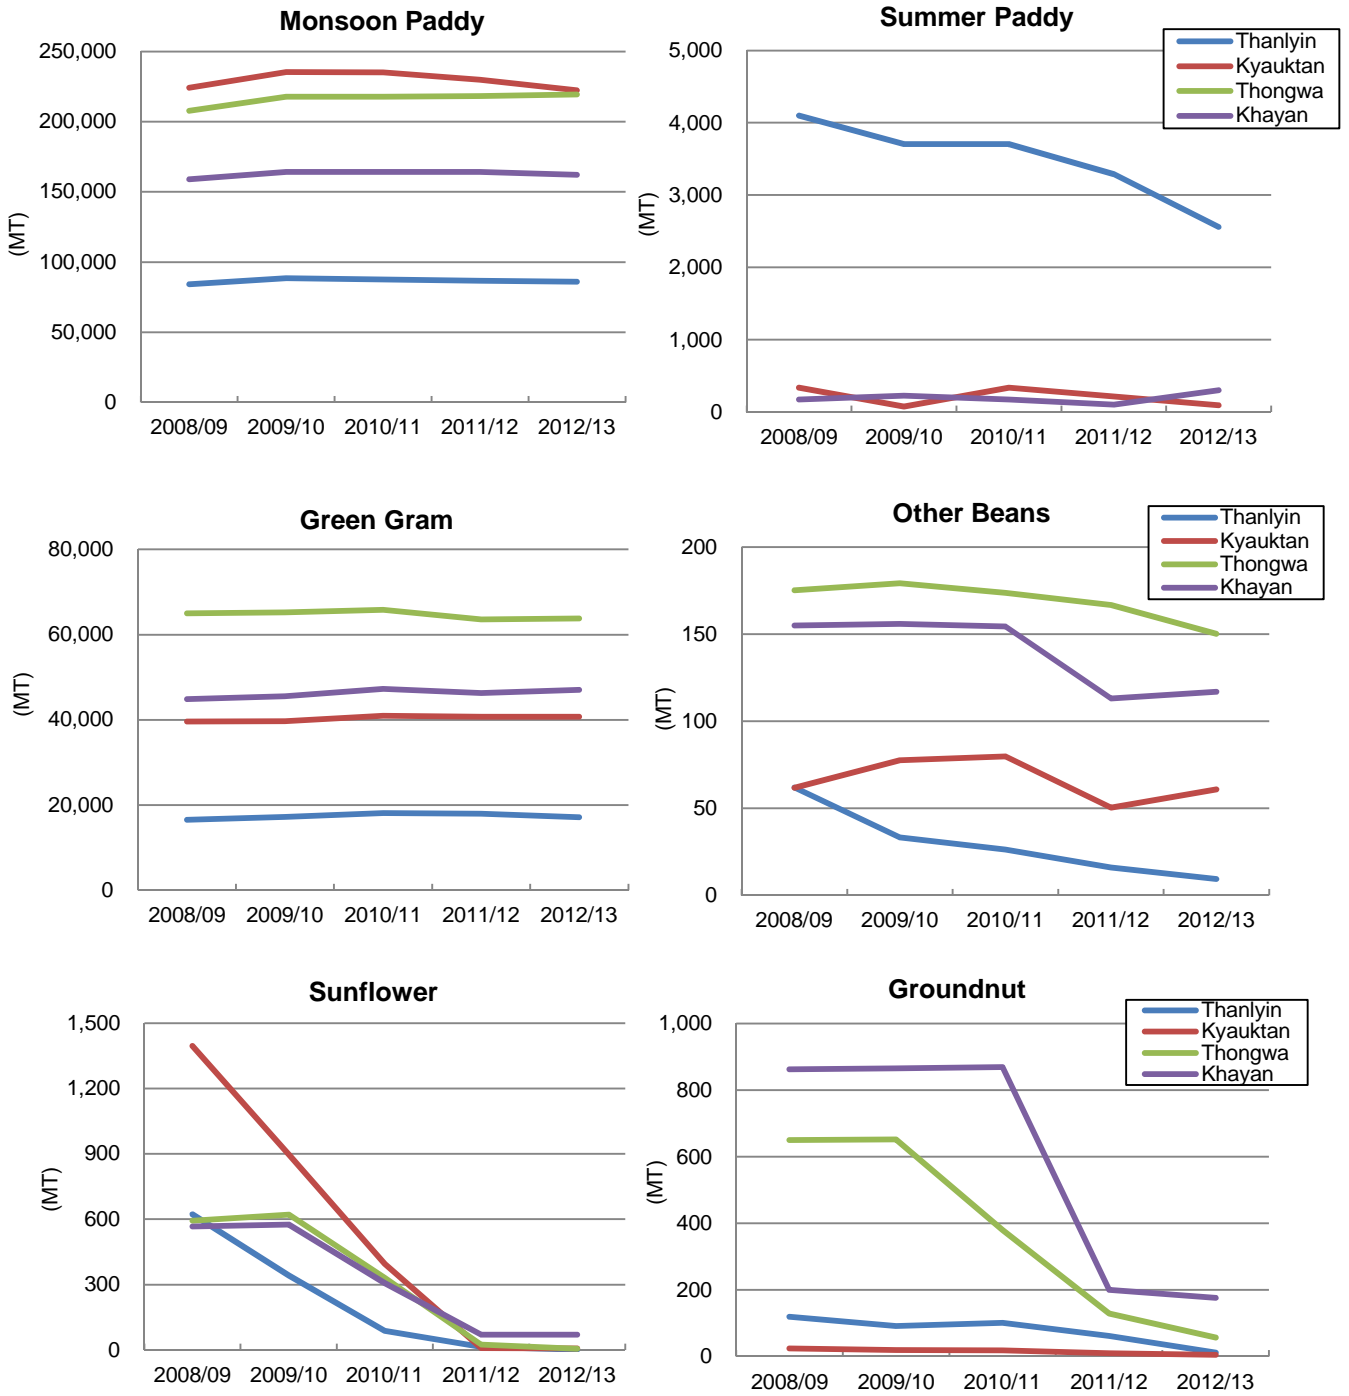 Monsoon Paddy
250,000
200,000
150,000
100,000
50,000
0
(MT)
2008/09 2009/10 2010/11 2011/12 2012/13
Summer Paddy
5,000
4,000
3,000
2,000
1,000
0
(MT)
2008/09 2009/10 2010/11 2011/12 2012/13
Thanlyin
Kyauktan
Thongwa
Khayan
Green Gram
80,000
60,000
40,000
20,000
0
(MT)
2008/09 2009/10 2010/11 2011/12 2012/13
Other Beans
200
150
100
50
0
(MT)
2008/09 2009/10 2010/11 2011/12 2012/13
Thanlyin
Kyauktan
Thongwa
Khayan
Sunflower
1,500
1,200
900
600
300
0
(MT)
2008/09 2009/10 2010/11 2011/12 2012/13
Groundnut
1,000
800
600
400
200
0
(MT)
2008/09 2009/10 2010/11 2011/12 2012/13
Thanlyin
Kyauktan
Thongwa
Khayan